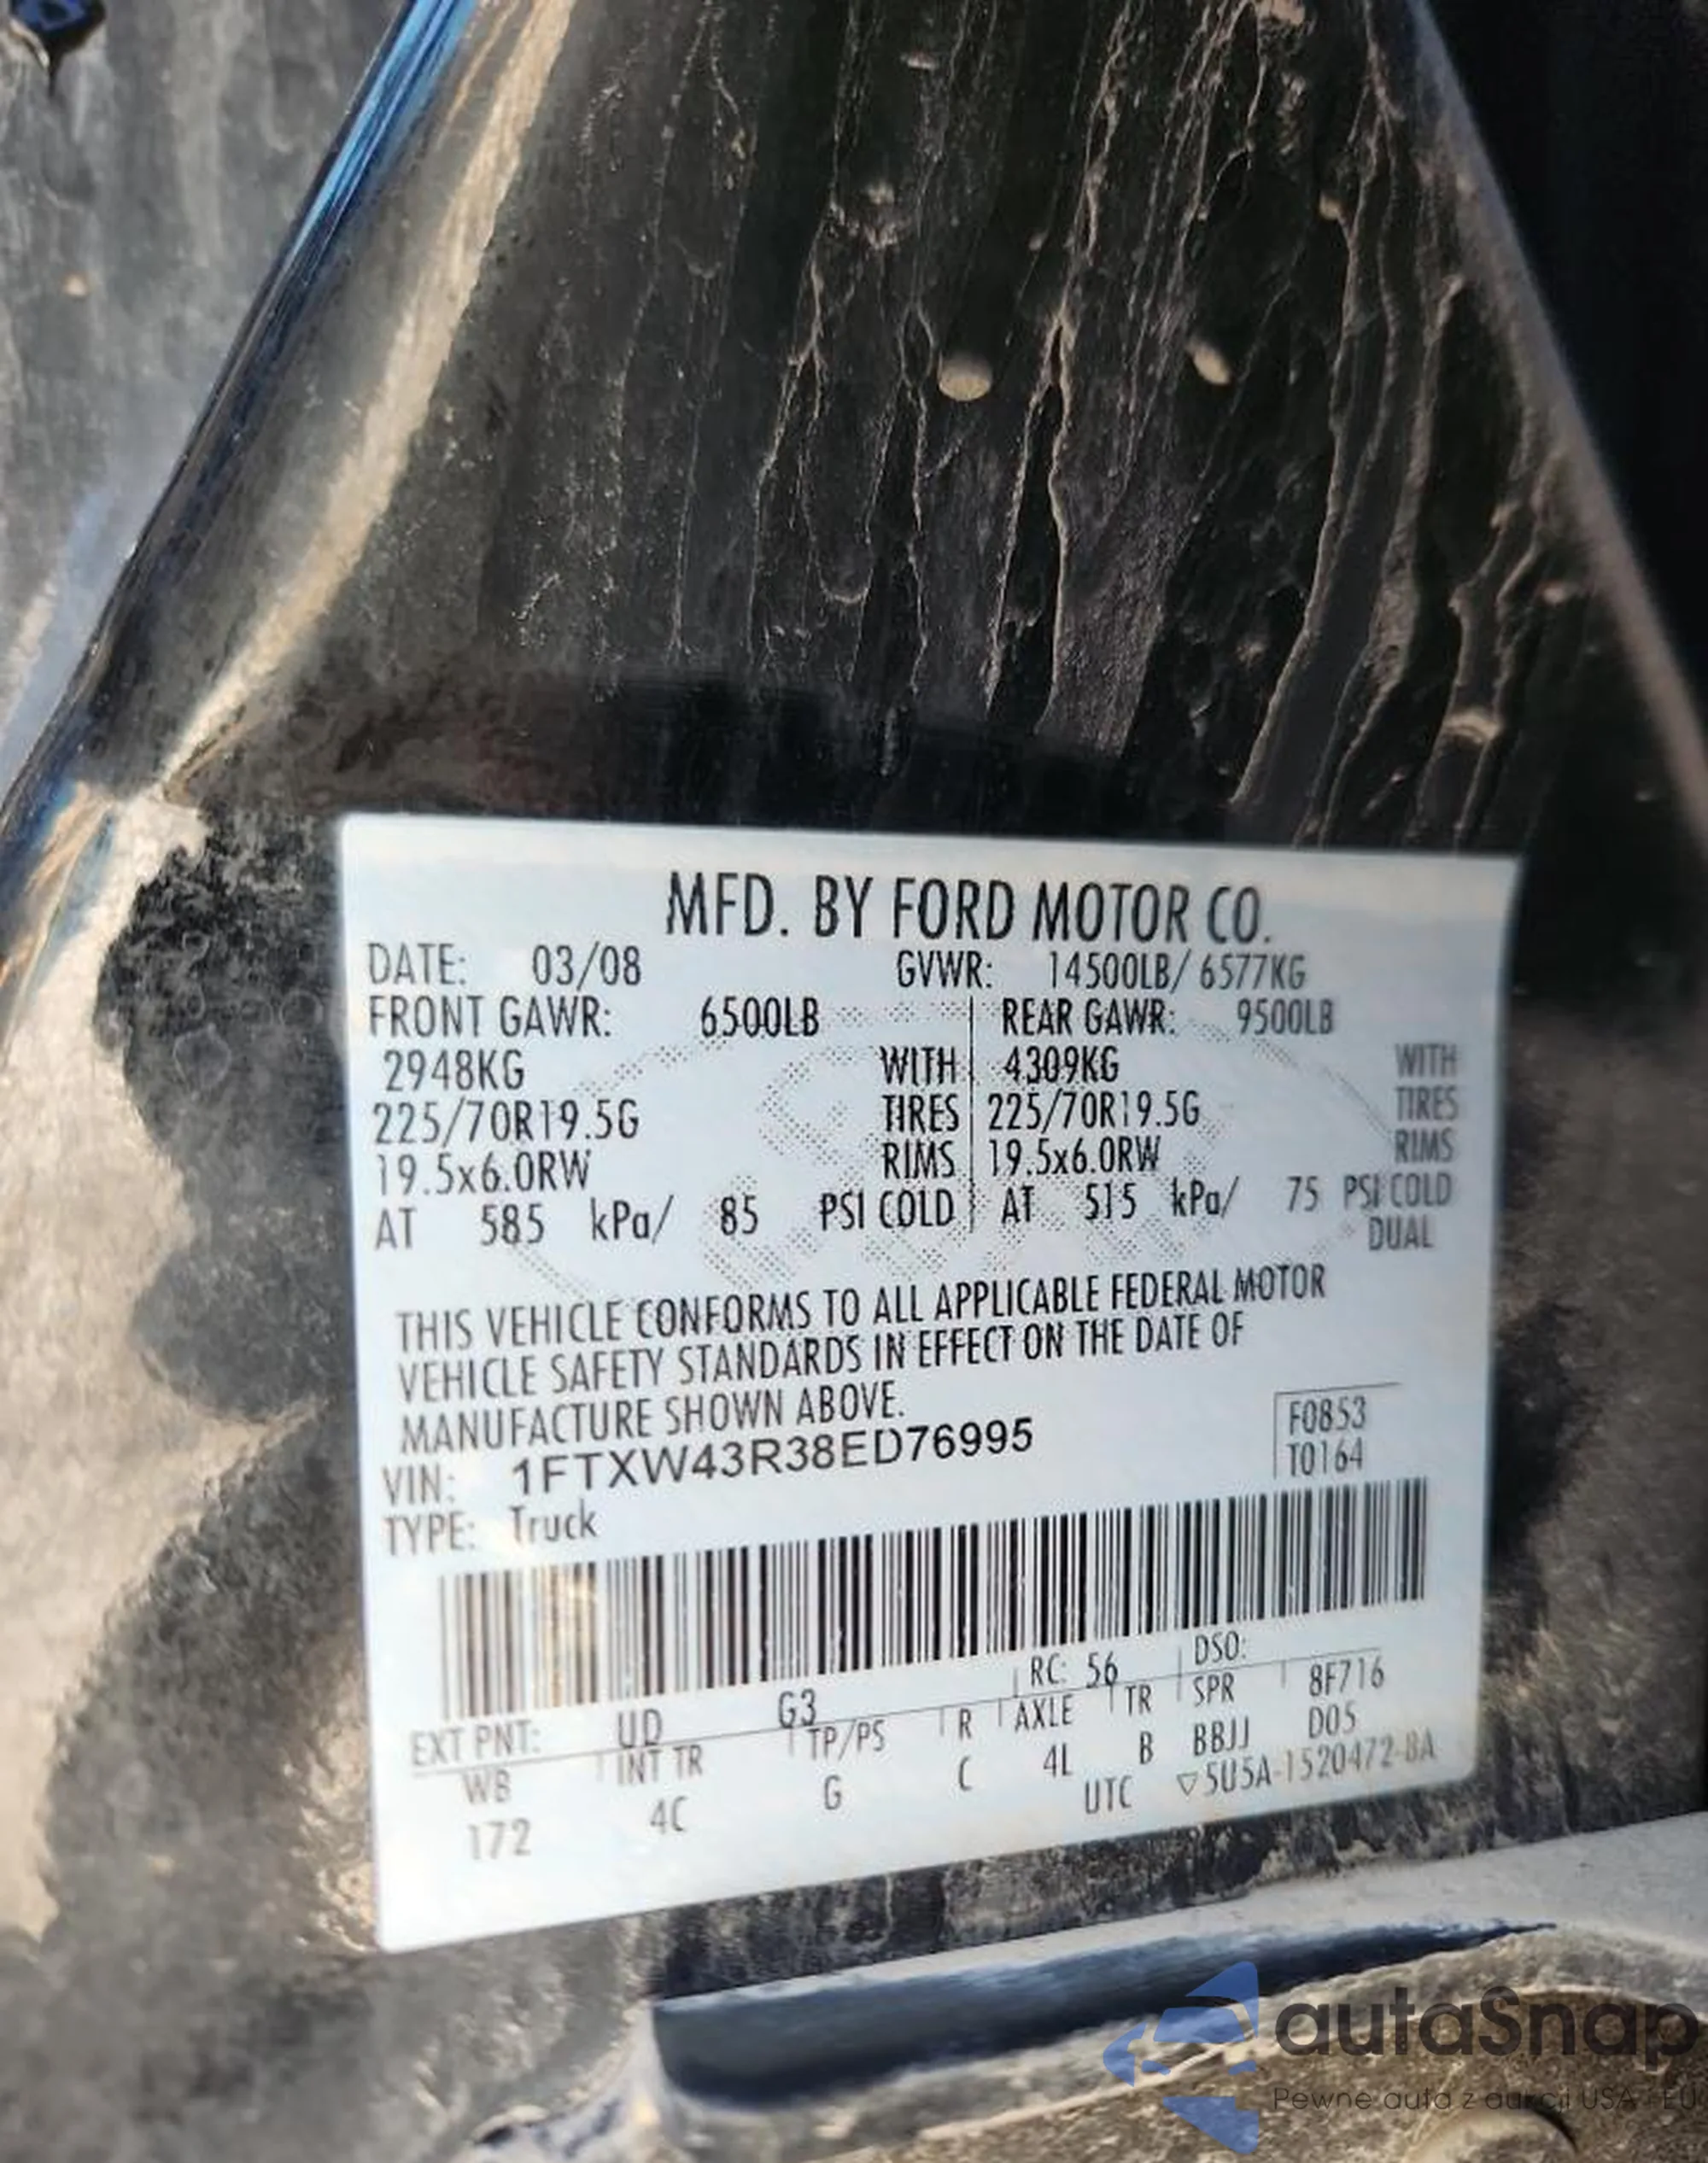 MFD. BY FORD MOTOR CO.
DATE: 03/08 GVWR: 14500LB/ 6577KG
FRONT GAWR: 6500LB REAR GAWR: 9500LB
2948KG WITH 4309KG WITH
225/70R19.5G TIRES 225/70R19.5G TIRES
19.5x6.0RW RIMS 19.5x6.0RW RIMS
AT 585 kPa/ 85 PSI COLD AT 515 kPa/ 75 PSI COLD
DUAL
THIS VEHICLE CONFORMS TO ALL APPLICABLE FEDERAL MOTOR
VEHICLE SAFETY STANDARDS IN EFFECT ON THE DATE OF
MANUFACTURE SHOWN ABOVE.
VIN: 1FTXW43R38ED76995
F0853
TYPE: Truck
T0164
EXT PNT: UD G3 RC: 56 DSO:
WB INT TR TP/PS R AXLE TR SPR 8F716
172 4C G C 4L B BBJJ D05
UTC ▽5U5A-1520472-BA
autaSnap
Pewne auta z aukcji USA i EU